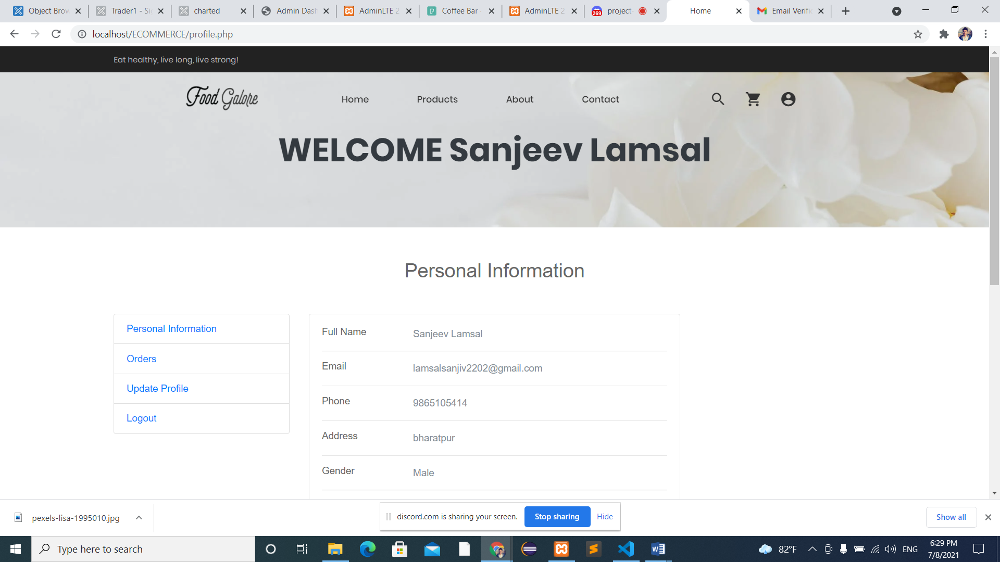 Object Brow
Trader1 - Si
charted
Admin Dash
AdminLTE 2
Coffee Bar -
AdminLTE 2
269
project-
Home
Email Verific
localhost/ECOMMERCE/profile.php
Eat healthy, live long, live strong!
Food Galore
Home
Products
About
Contact
WELCOME Sanjeev Lamsal
Personal Information
Personal Information
Orders
Update Profile
Logout
Full Name
Sanjeev Lamsal
Email
lamsalsanjiv2202@gmail.com
Phone
9865105414
Address
bharatpur
Gender
Male
pexels-lisa-1995010.jpg
discord.com is sharing your screen.
Stop sharing
Hide
Show all
Type here to search
82°F
ENG
6:29 PM
7/8/2021